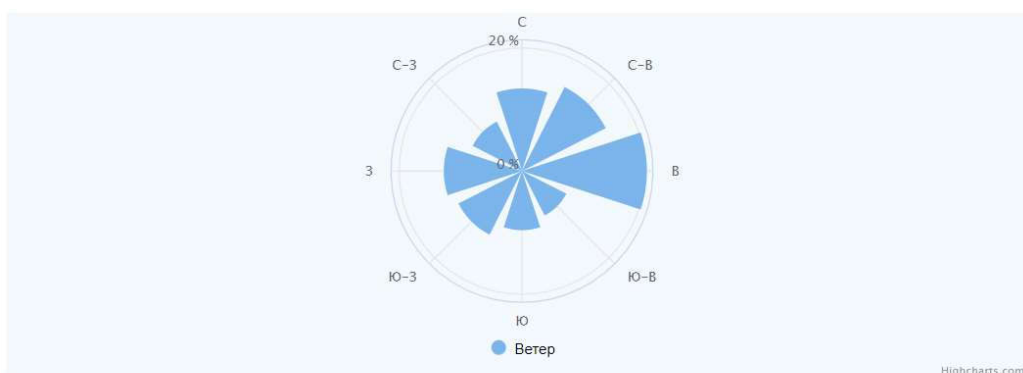 С
20 %
С-З
С-В
0 %
З
В
Ю-З
Ю-В
Ю
Ветер
Highcharts.com